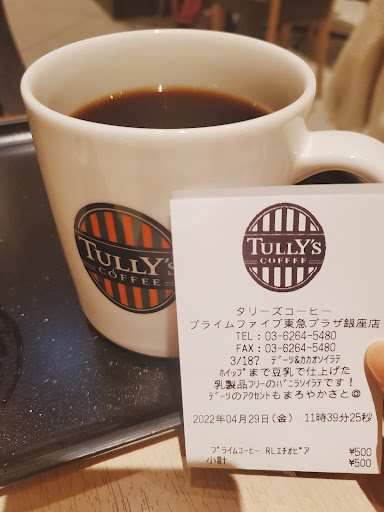 TULLY'S
COFFEE
TULLY'S
COFFEE
タリーズコーヒー
プライムファイブ東急プラザ銀座店
TEL：03-6264-5480
FAX：03-6264-5480
3/18？ ﾃﾞｰﾂ&ｶｶｵｿｲﾗﾃ
ﾎｲｯﾌﾟまで豆乳で仕上げた
乳製品フリーのﾊﾞﾆﾗｿｲﾗﾃです！
ﾃﾞｰﾂのアクセントもまろやかさと◎
2022年04月29日(金) 11時39分25秒
ﾌﾟﾗｲﾑコーヒー RLｴﾁｵﾋﾟｱ ¥500
小計 ¥500